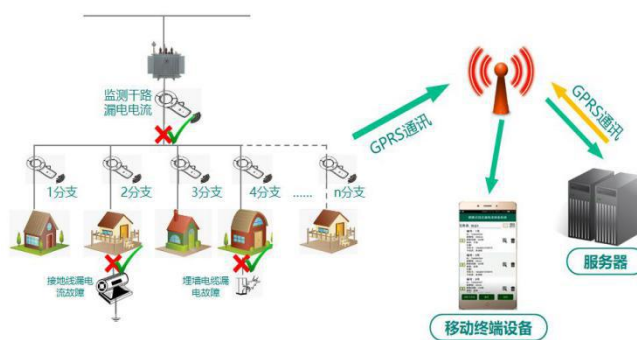 监测干路
漏电电流
GPRS通讯
GPRS通讯
1分支
2分支
3分支
4分支
......
n分支
接地线漏电
流故障
埋墙电线漏
电故障
移动终端设备
服务器